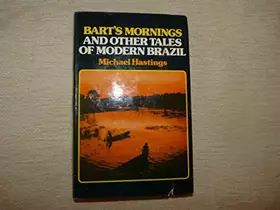 BART'S MORNINGS
AND OTHER TALES
OF MODERN BRAZIL
Michael Hastings